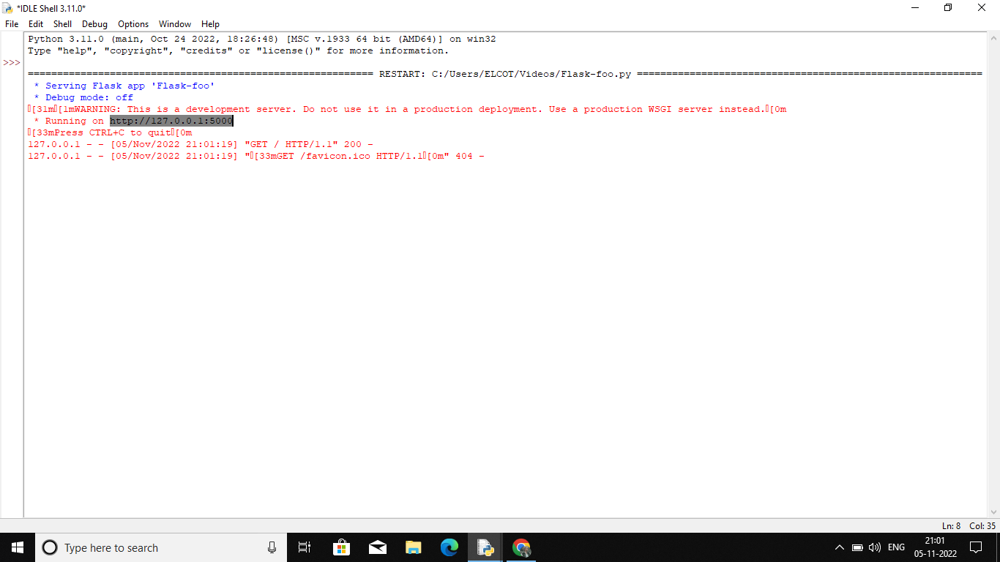 *IDLE Shell 3.11.0*
File Edit Shell Debug Options Window Help
Python 3.11.0 (main, Oct 24 2022, 18:26:48) [MSC v.1933 64 bit (AMD64)] on win32
Type "help", "copyright", "credits" or "license()" for more information.
>>>
=========================================================== RESTART: C:/Users/ELCOT/Videos/Flask-foo.py ===========================================================
* Serving Flask app 'Flask-foo'
* Debug mode: off
[31m[1mWARNING: This is a development server. Do not use it in a production deployment. Use a production WSGI server instead.[0m
* Running on http://127.0.0.1:5000
[33mPress CTRL+C to quit[0m
127.0.0.1 - - [05/Nov/2022 21:01:19] "GET / HTTP/1.1" 200 -
127.0.0.1 - - [05/Nov/2022 21:01:19] "[33mGET /favicon.ico HTTP/1.1[0m" 404 -
Ln: 8 Col: 35
Type here to search
ENG
21:01
05-11-2022